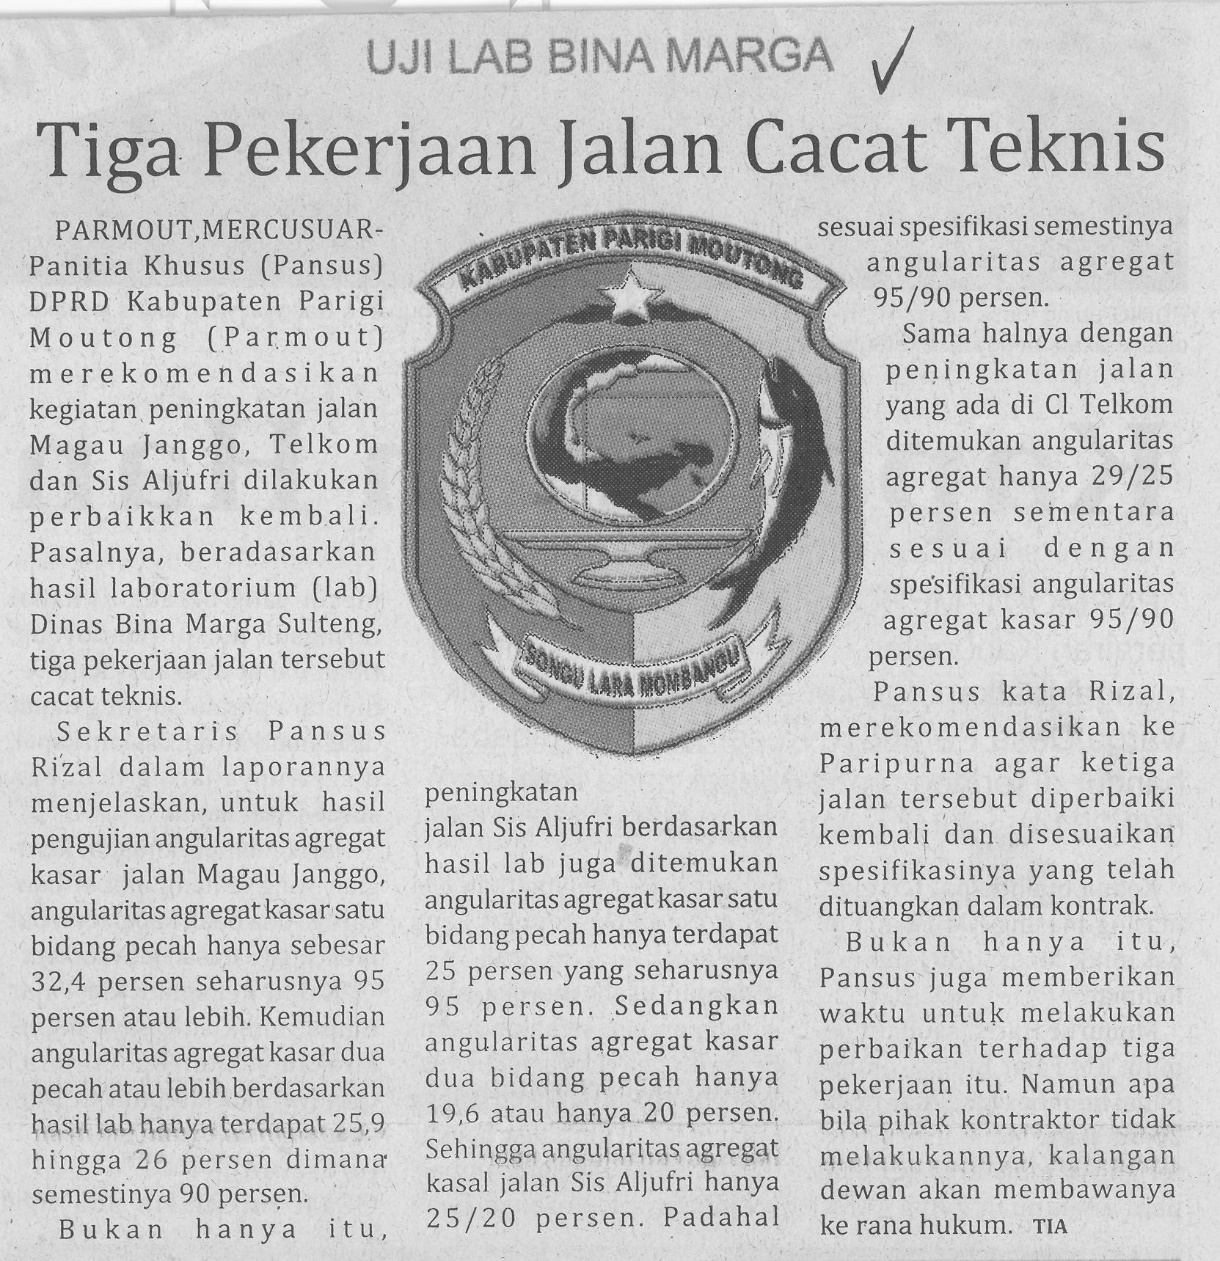 UJI LAB BINA MARGA
Tiga Pekerjaan Jalan Cacat Teknis
PARMOUT,MERCUSUAR-
Panitia Khusus (Pansus)
DPRD Kabupaten Parigi
Moutong (Parmout)
merekomendasikan
kegiatan peningkatan jalan
Magau Janggo, Telkom
dan Sis Aljufri dilakukan
perbaikkan kembali.
Pasalnya, beradasarkan
hasil laboratorium (lab)
Dinas Bina Marga Sulteng,
tiga pekerjaan jalan tersebut
cacat teknis.
Sekretaris Pansus
Rizal dalam laporannya
menjelaskan, untuk hasil
pengujian angularitas agregat
kasar jalan Magau Janggo,
angularitas agregat kasar satu
bidang pecah hanya sebesar
32,4 persen seharusnya 95
persen atau lebih. Kemudian
angularitas agregat kasar dua
pecah atau lebih berdasarkan
hasil lab hanya terdapat 25,9
hingga 26 persen dimana
semestinya 90 persen.
Bukan hanya itu,
KABUPATEN PARIGI MOUTONG
SONGU LARA MOMBANGU
peningkatan
jalan Sis Aljufri berdasarkan
hasil lab juga ditemukan
angularitas agregat kasar satu
bidang pecah hanya terdapat
25 persen yang seharusnya
95 persen. Sedangkan
angularitas agregat kasar
dua bidang pecah hanya
19,6 atau hanya 20 persen.
Sehingga angularitas agregat
kasal jalan Sis Aljufri hanya
25/20 persen. Padahal
sesuai spesifikasi semestinya
angularitas agregat
95/90 persen.
Sama halnya dengan
peningkatan jalan
yang ada di Cl Telkom
ditemukan angularitas
agregat hanya 29/25
persen sementara
sesuai dengan
spesifikasi angularitas
agregat kasar 95/90
persen.
Pansus kata Rizal,
merekomendasikan ke
Paripurna agar ketiga
jalan tersebut diperbaiki
kembali dan disesuaikan
spesifikasinya yang telah
dituangkan dalam kontrak.
Bukan hanya itu,
Pansus juga memberikan
waktu untuk melakukan
perbaikan terhadap tiga
pekerjaan itu. Namun apa
bila pihak kontraktor tidak
melakukannya, kalangan
dewan akan membawanya
ke rana hukum. TIA